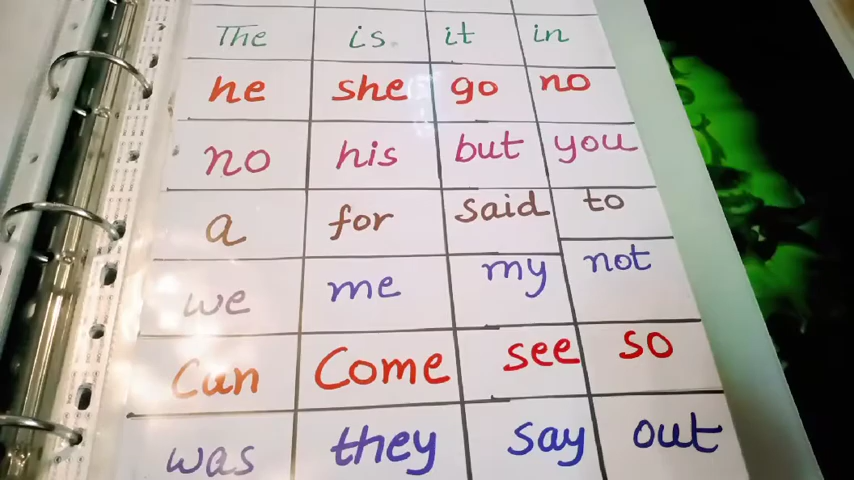 The is it in
he she go no
no his but you
a for said to
we me my not
Cun Come see so
was they say out